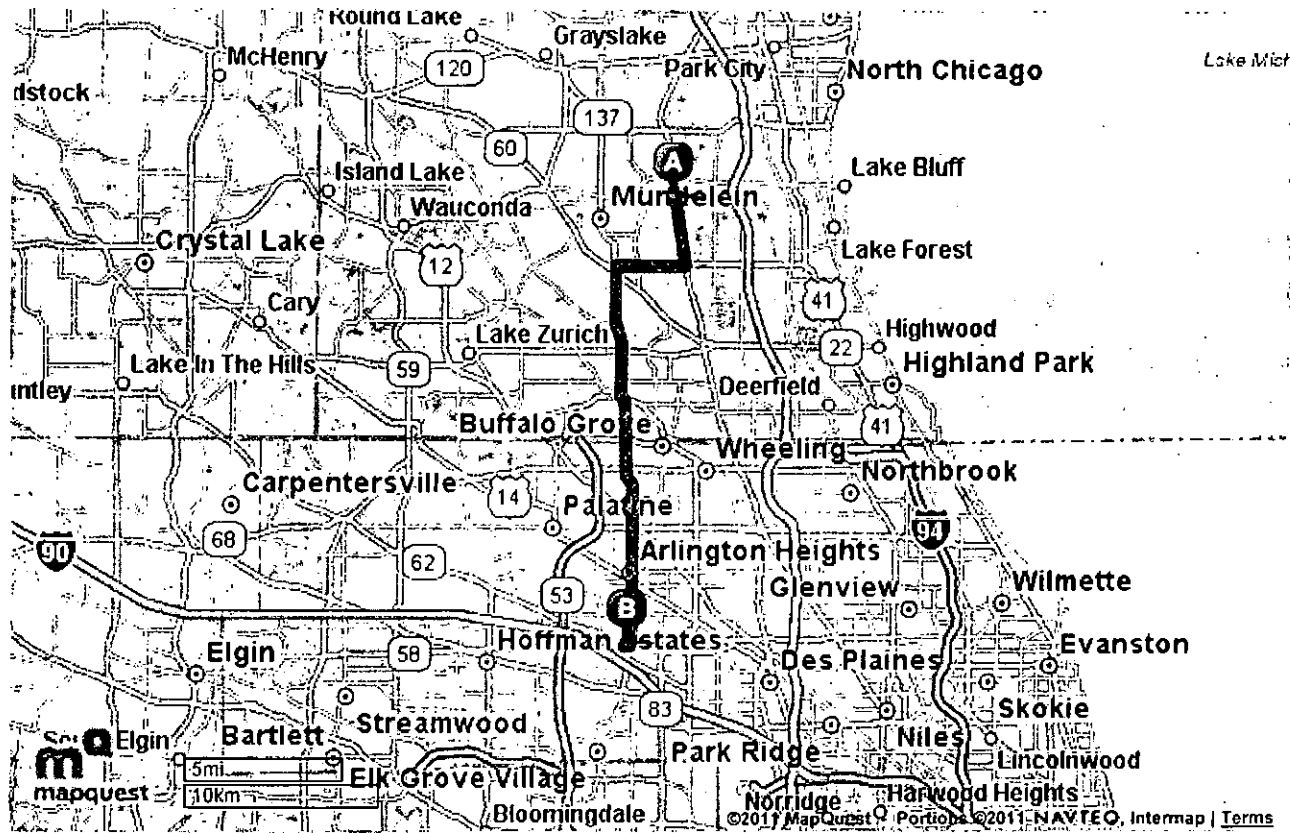 Round Lake
Grayslake
McHenry
120
Park City
North Chicago
Lake Mich
dstock
137
60
A
Lake Bluff
Island Lake
Mundelein
Wauconda
Crystal Lake
12
Lake Forest
41
Cary
Lake Zurich
Highwood
22
Highland Park
Lake In The Hills
59
Deerfield
untley
41
Buffalo Grove
Wheeling
Northbrook
Carpentersville
14
Palatine
94
90
68
62
Arlington Heights
Wilmette
53
Glenview
B
Hoffman Estates
Evanston
58
Elgin
Des Plaines
83
Skokie
Streamwood
Elgin
Bartlett
Park Ridge
Niles
Lincolnwood
5mi
Elk Grove Village
mapquest
10km
Norridge
Harwood Heights
Bloomingdale
©2011 MapQuest Portions ©2011 NAVTEQ, Intermap | Terms